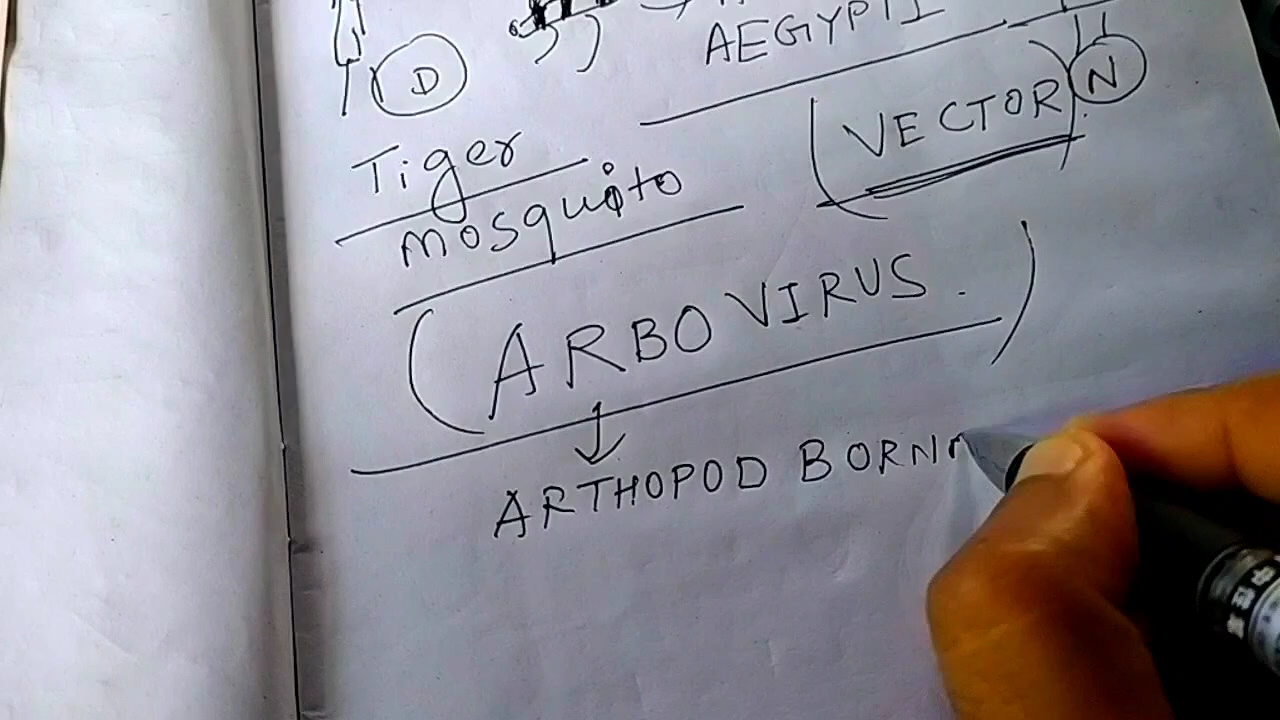 AEGYPTI
D
N
VECTOR
Tiger
mosquito
(ARBOVIRUS.)
ARTHOPOD BORN